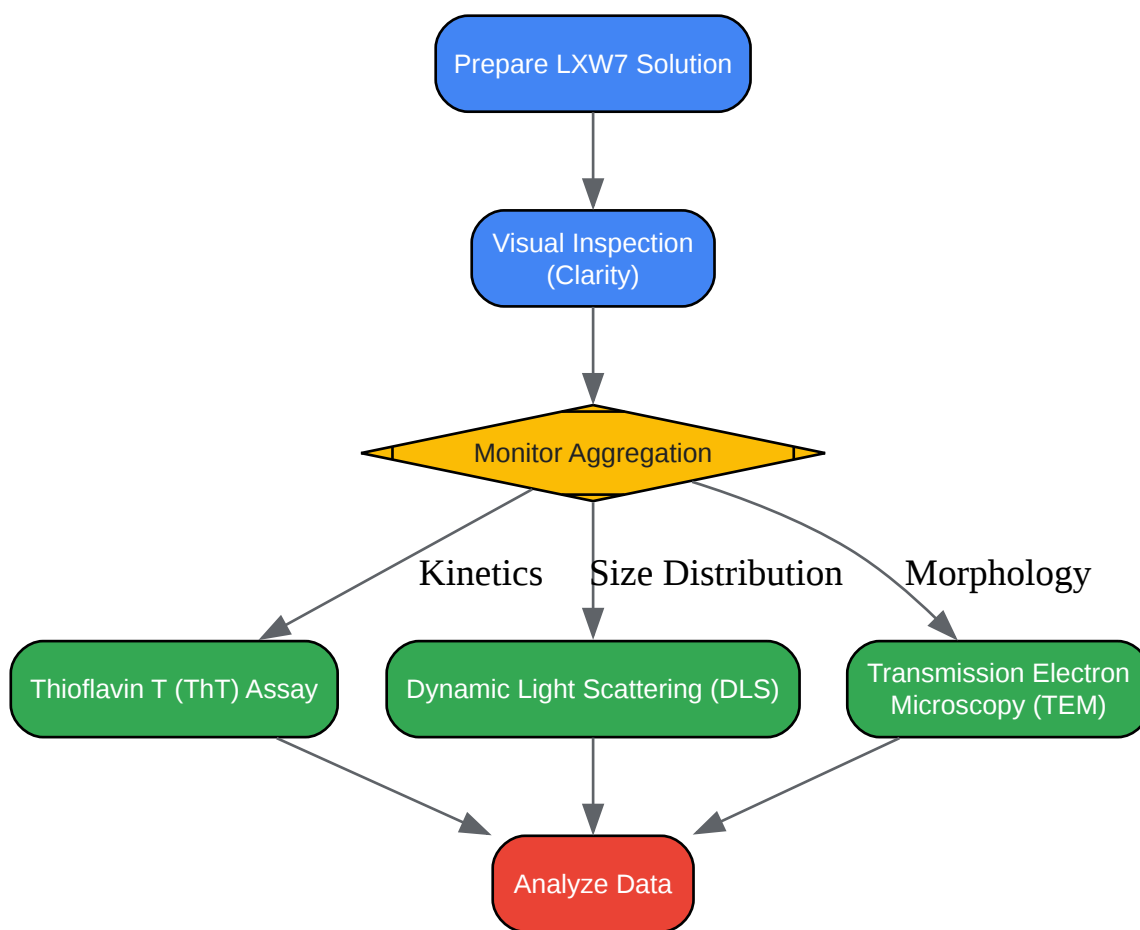 Prepare LXW7 Solution
Visual Inspection
(Clarity)
Monitor Aggregation
Kinetics
Size Distribution
Morphology
Thioflavin T (ThT) Assay
Dynamic Light Scattering (DLS)
Transmission Electron
Microscopy (TEM)
Analyze Data